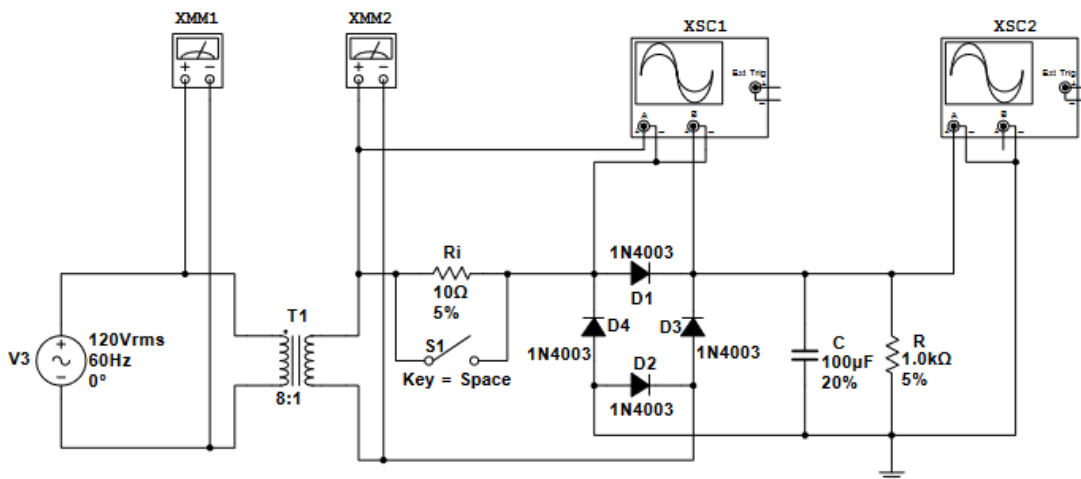 XMM1
XMM2
XSC1
XSC2
+ −
+ −
Ext Trig
+
−
A
B
+ −
+ −
Ext Trig
+
−
A
B
+ −
+ −
V3
+
−
120Vrms
60Hz
0°
T1
8:1
Ri
10Ω
5%
S1
Key = Space
1N4003
D1
D4
1N4003
D3
1N4003
D2
1N4003
C
100µF
20%
R
1.0kΩ
5%